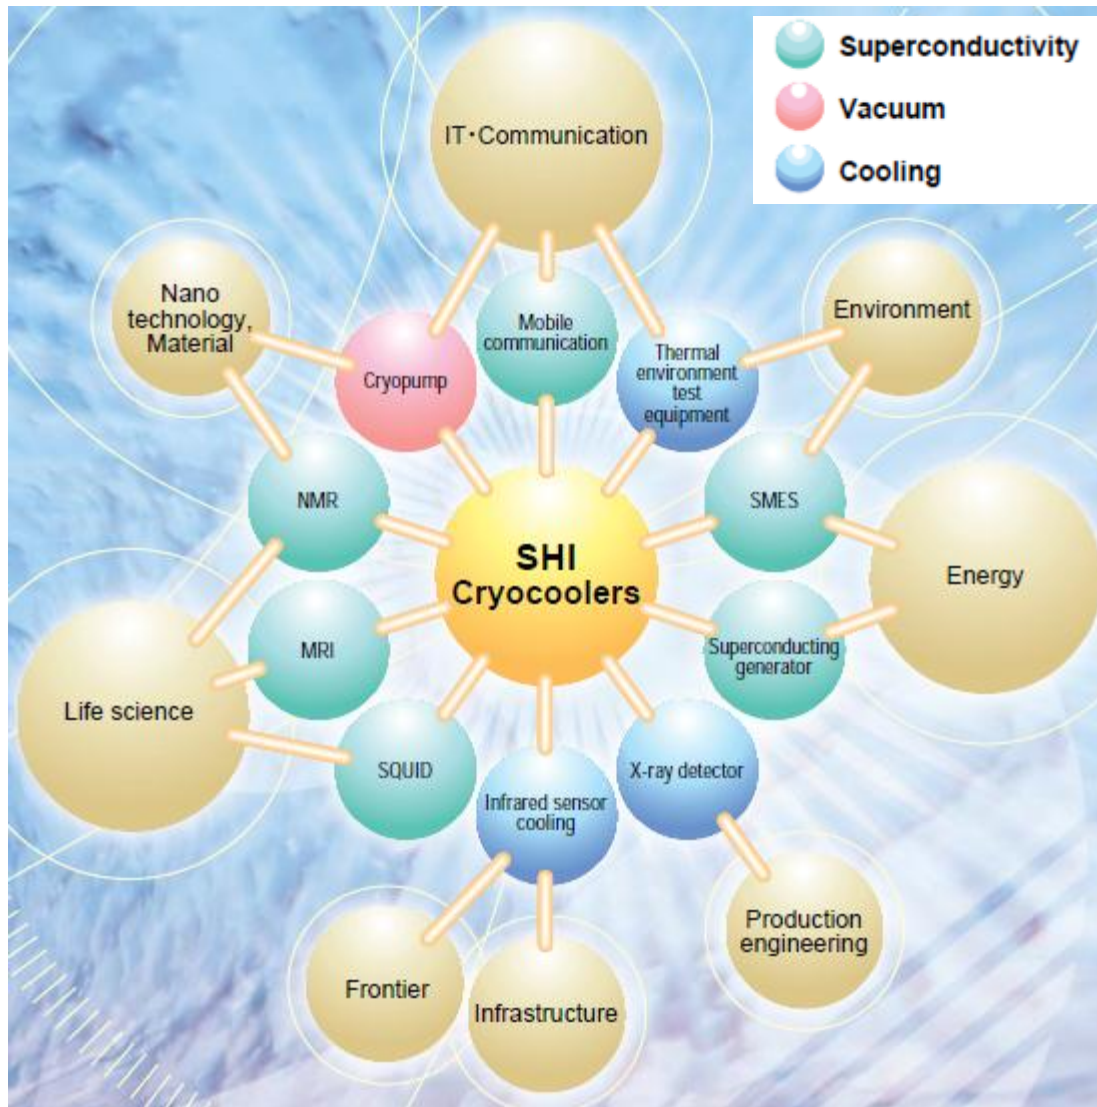 Superconductivity
Vacuum
Cooling
IT・Communication
Nano
technology,
Material
Environment
Cryopump
Mobile
communication
Thermal
environment
test
equipment
NMR
SMES
SHI
Cryocoolers
Energy
MRI
Superconducting
generator
Life science
SQUID
Infrared sensor
cooling
X-ray detector
Production
engineering
Frontier
Infrastructure